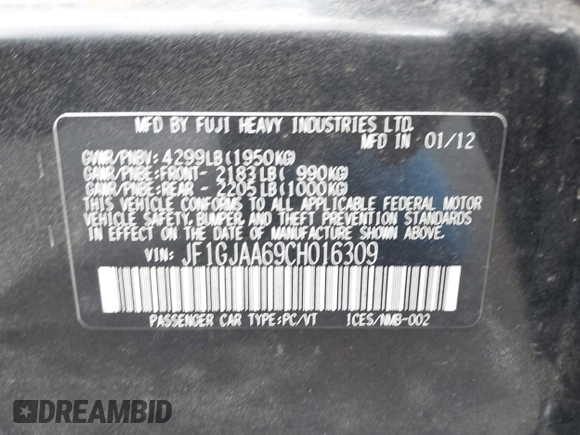 MFD BY FUJI HEAVY INDUSTRIES LTD.
MFD IN 01/12
GVWR/PNBV: 4299LB(1950KG)
GAWR/PNBE:FRONT- 2183LB( 990KG)
GAWR/PNBE:REAR - 2205LB(1000KG)
THIS VEHICLE CONFORMS TO ALL APPLICABLE FEDERAL MOTOR
VEHICLE SAFETY, BUMPER, AND THEFT PREVENTION STANDARDS
IN EFFECT ON THE DATE OF MANUFACTURE SHOWN ABOVE.
VIN: JF1GJAA69CH016309
PASSENGER CAR TYPE:PC/VT ICES/NMB-002
DREAMBID